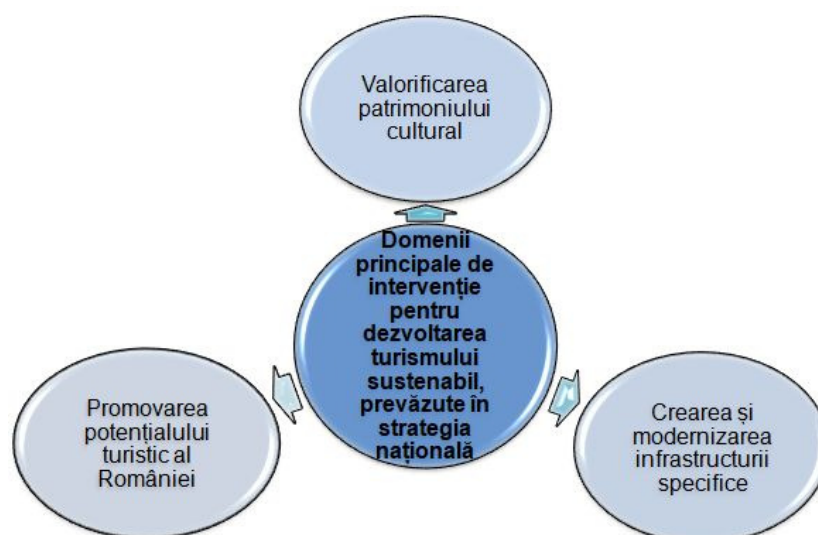 Valorificarea
patrimoniului
cultural
Domenii
principale de
intervenție
pentru
dezvoltarea
turismului
sustenabil,
prevăzute în
strategia
națională
Promovarea
potențialului
turistic al
României
Crearea și
modernizarea
infrastructurii
specifice